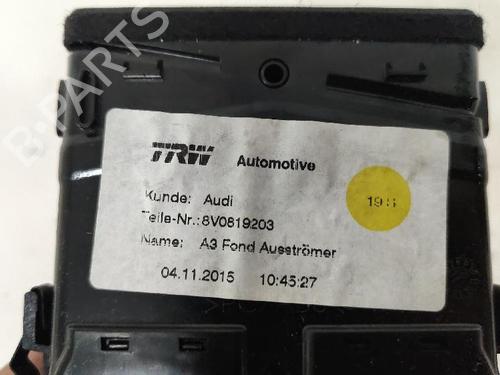 B-PARTS
TRW Automotive
Kunde: Audi
Teile-Nr.: 8V0819203
Name: A3 Fond Ausströmer
04.11.2015 10:45:27